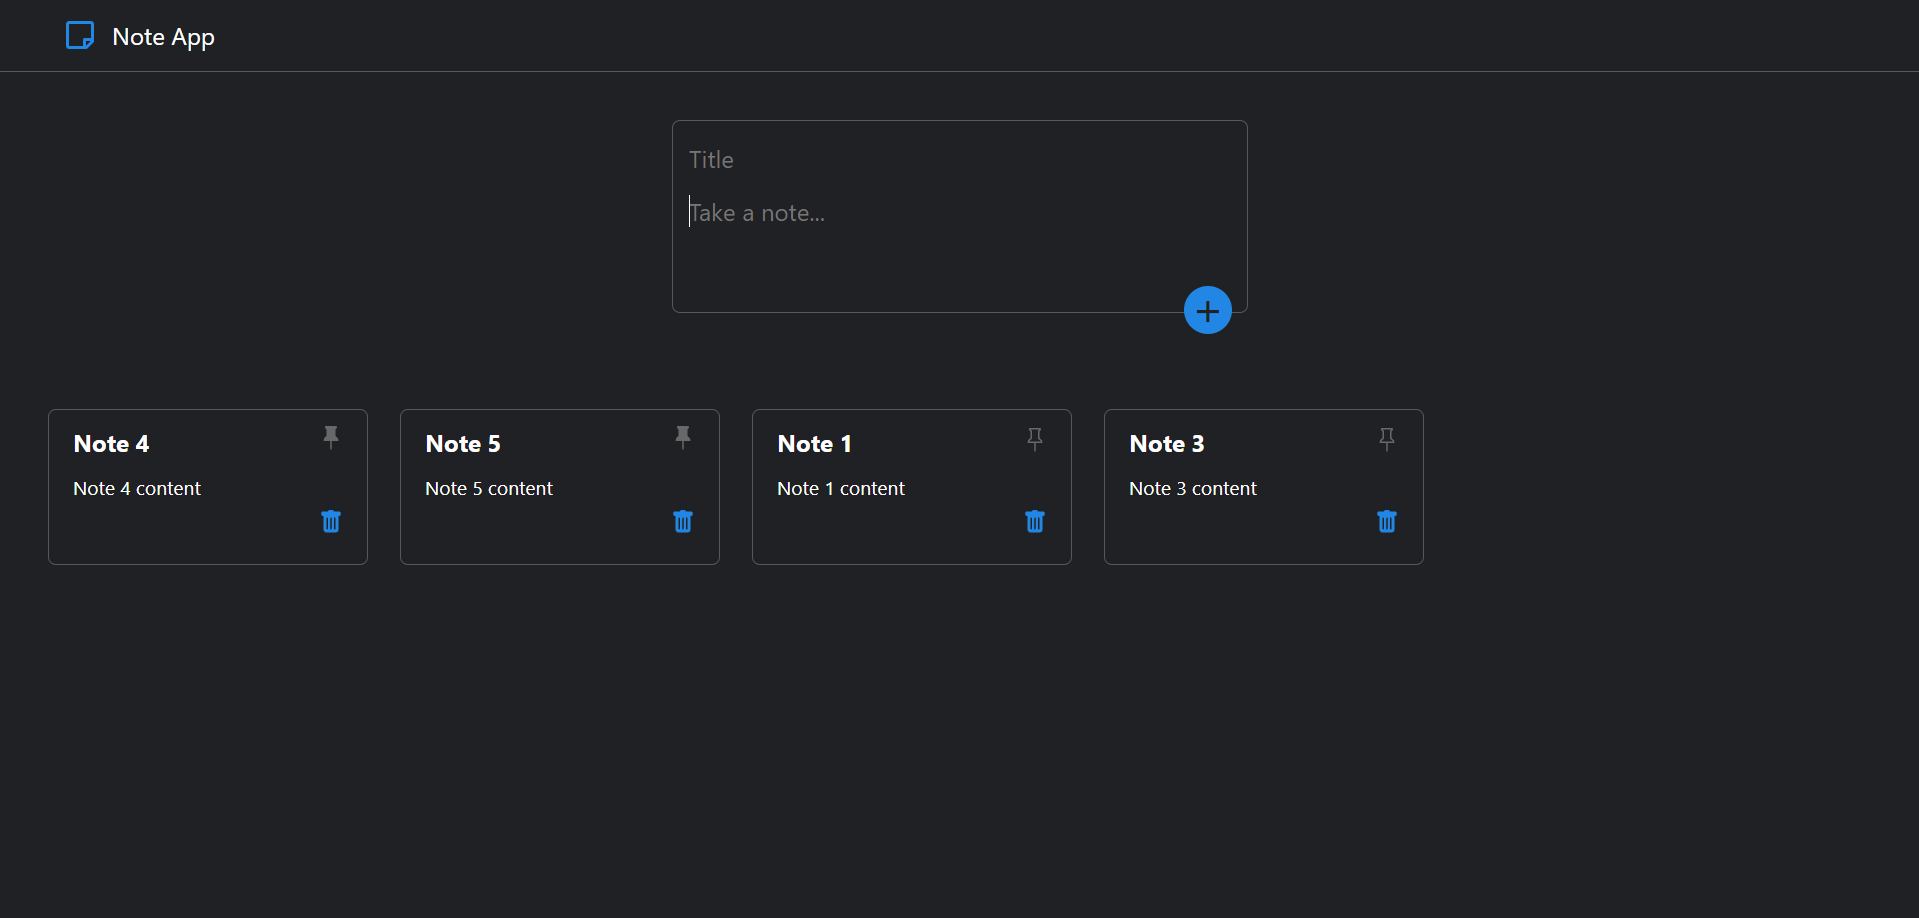 Note App
Title
Take a note...
Note 4
Note 4 content
Note 5
Note 5 content
Note 1
Note 1 content
Note 3
Note 3 content